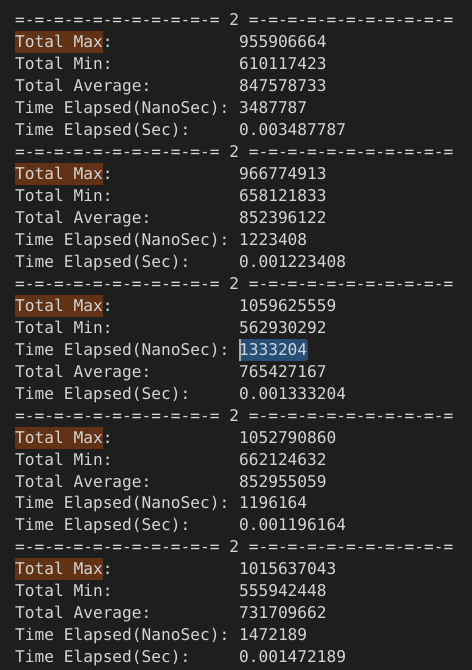 =-=-=-=-=-=-=-=-=-=-= 2 =-=-=-=-=-=-=-=-=-=-=
Total Max: 955906664
Total Min: 610117423
Total Average: 847578733
Time Elapsed(NanoSec): 3487787
Time Elapsed(Sec): 0.003487787
=-=-=-=-=-=-=-=-=-=-= 2 =-=-=-=-=-=-=-=-=-=-=
Total Max: 966774913
Total Min: 658121833
Total Average: 852396122
Time Elapsed(NanoSec): 1223408
Time Elapsed(Sec): 0.001223408
=-=-=-=-=-=-=-=-=-=-= 2 =-=-=-=-=-=-=-=-=-=-=
Total Max: 1059625559
Total Min: 562930292
Time Elapsed(NanoSec): 1333204
Total Average: 765427167
Time Elapsed(Sec): 0.001333204
=-=-=-=-=-=-=-=-=-=-= 2 =-=-=-=-=-=-=-=-=-=-=
Total Max: 1052790860
Total Min: 662124632
Total Average: 852955059
Time Elapsed(NanoSec): 1196164
Time Elapsed(Sec): 0.001196164
=-=-=-=-=-=-=-=-=-=-= 2 =-=-=-=-=-=-=-=-=-=-=
Total Max: 1015637043
Total Min: 555942448
Total Average: 731709662
Time Elapsed(NanoSec): 1472189
Time Elapsed(Sec): 0.001472189